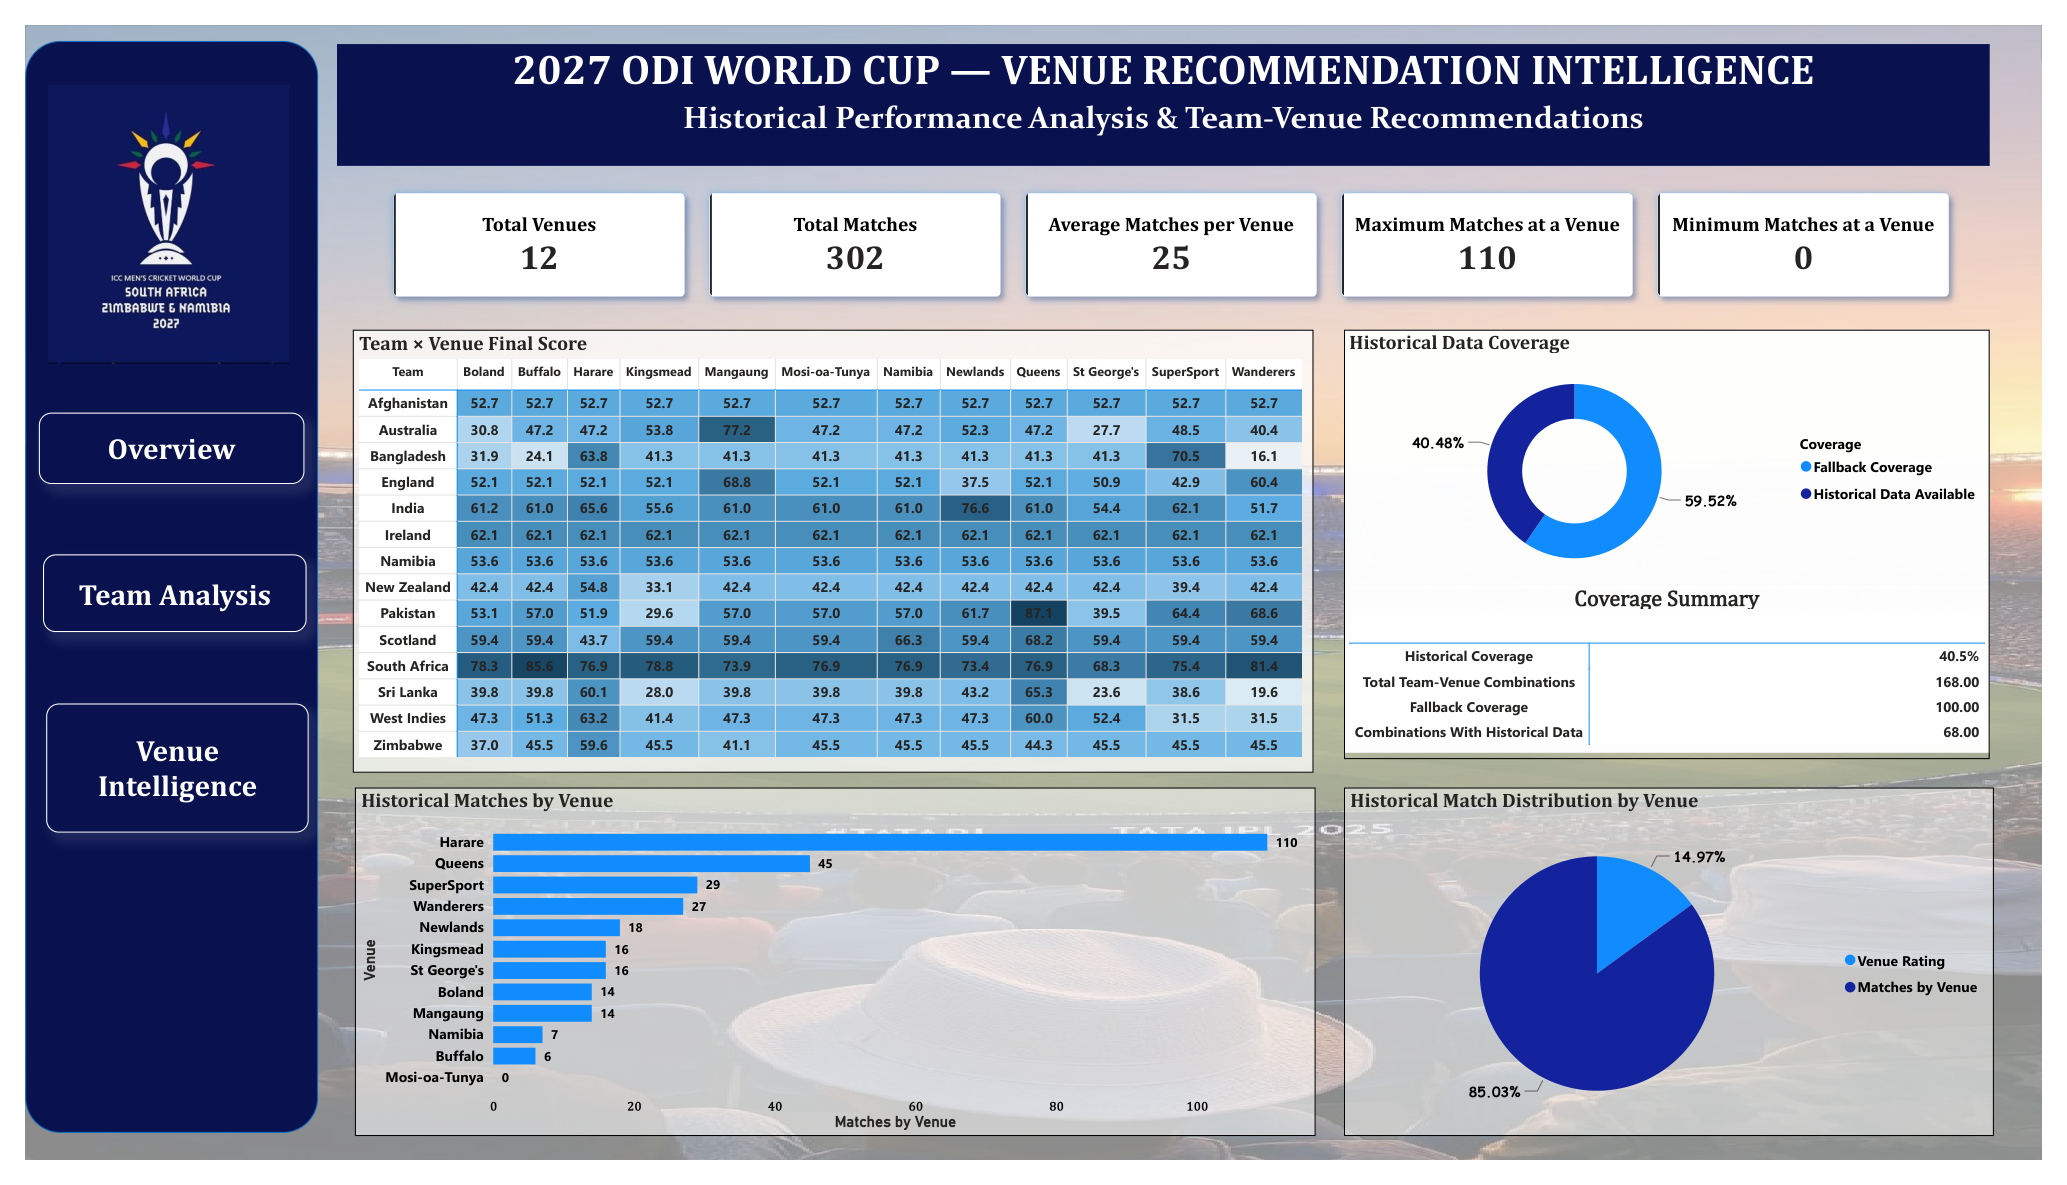 2027 ODI WORLD CUP — VENUE RECOMMENDATION INTELLIGENCE
Historical Performance Analysis & Team-Venue Recommendations
ICC MEN'S CRICKET WORLD CUP
SOUTH AFRICA
ZIMBABWE & NAMIBIA
2027
Overview
Team Analysis
Venue
Intelligence
Total Venues
12
Total Matches
302
Average Matches per Venue
25
Maximum Matches at a Venue
110
Minimum Matches at a Venue
0
Team × Venue Final Score
Team Boland Buffalo Harare Kingsmead Mangaung Mosi-oa-Tunya Namibia Newlands Queens St George's SuperSport Wanderers
Afghanistan 52.7 52.7 52.7 52.7 52.7 52.7 52.7 52.7 52.7 52.7 52.7 52.7
Australia 30.8 47.2 47.2 53.8 77.2 47.2 47.2 52.3 47.2 27.7 48.5 40.4
Bangladesh 31.9 24.1 63.8 41.3 41.3 41.3 41.3 41.3 41.3 41.3 70.5 16.1
England 52.1 52.1 52.1 52.1 68.8 52.1 52.1 37.5 52.1 50.9 42.9 60.4
India 61.2 61.0 65.6 55.6 61.0 61.0 61.0 76.6 61.0 54.4 62.1 51.7
Ireland 62.1 62.1 62.1 62.1 62.1 62.1 62.1 62.1 62.1 62.1 62.1 62.1
Namibia 53.6 53.6 53.6 53.6 53.6 53.6 53.6 53.6 53.6 53.6 53.6 53.6
New Zealand 42.4 42.4 54.8 33.1 42.4 42.4 42.4 42.4 42.4 42.4 39.4 42.4
Pakistan 53.1 57.0 51.9 29.6 57.0 57.0 57.0 61.7 87.1 39.5 64.4 68.6
Scotland 59.4 59.4 43.7 59.4 59.4 59.4 66.3 59.4 68.2 59.4 59.4 59.4
South Africa 78.3 85.6 76.9 78.8 73.9 76.9 76.9 73.4 76.9 68.3 75.4 81.4
Sri Lanka 39.8 39.8 60.1 28.0 39.8 39.8 39.8 43.2 65.3 23.6 38.6 19.6
West Indies 47.3 51.3 63.2 41.4 47.3 47.3 47.3 47.3 60.0 52.4 31.5 31.5
Zimbabwe 37.0 45.5 59.6 45.5 41.1 45.5 45.5 45.5 44.3 45.5 45.5 45.5
Historical Data Coverage
40.48%
59.52%
Coverage
Fallback Coverage
Historical Data Available
Coverage Summary
Historical Coverage 40.5%
Total Team-Venue Combinations 168.00
Fallback Coverage 100.00
Combinations With Historical Data 68.00
Historical Matches by Venue
Venue
Harare 110
Queens 45
SuperSport 29
Wanderers 27
Newlands 18
Kingsmead 16
St George's 16
Boland 14
Mangaung 14
Namibia 7
Buffalo 6
Mosi-oa-Tunya 0
0 20 40 60 80 100
Matches by Venue
Historical Match Distribution by Venue
14.97%
85.03%
Venue Rating
Matches by Venue
TATA IPL 2025